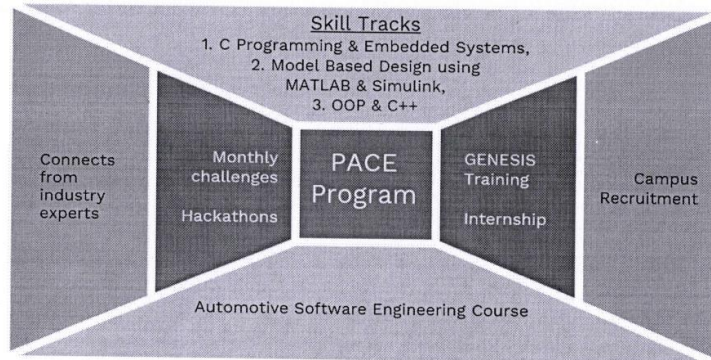 Skill Tracks
1. C Programming & Embedded Systems,
2. Model Based Design using
MATLAB & Simulink,
3. OOP & C++
Connects
from
industry
experts
Monthly
challenges
Hackathons
PACE
Program
GENESIS
Training
Internship
Campus
Recruitment
Automotive Software Engineering Course